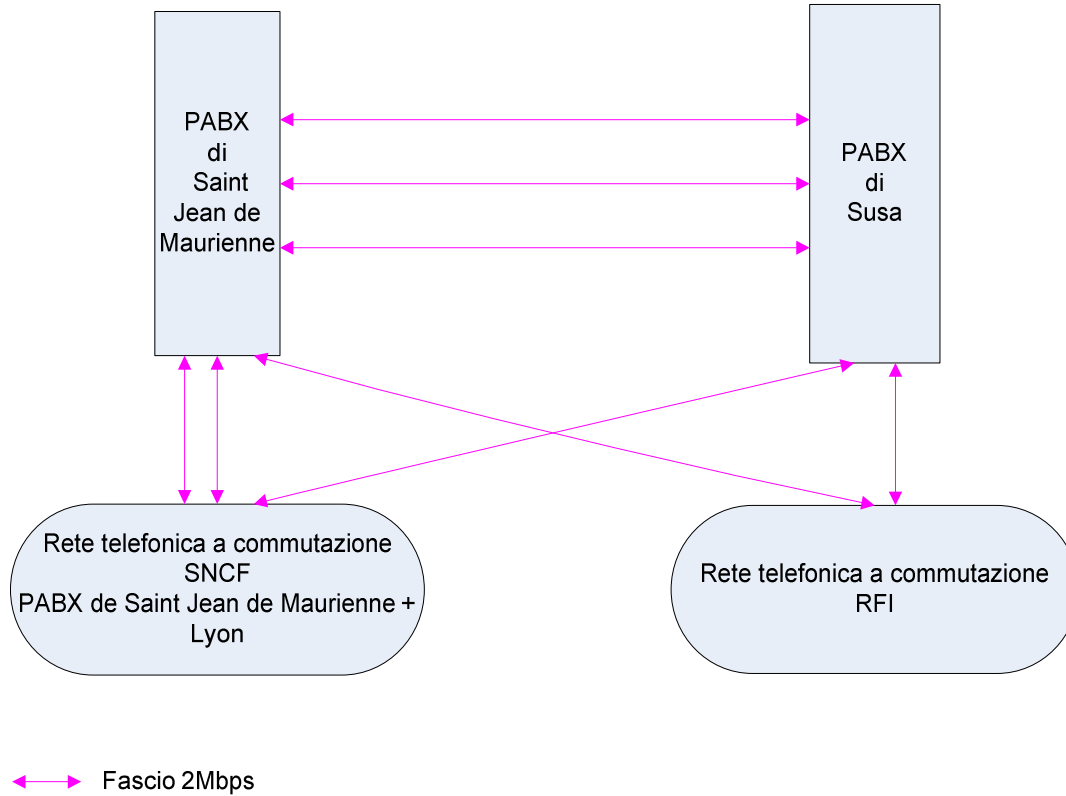 PABX
di
Saint
Jean de
Maurienne
PABX
di
Susa
Rete telefonica a commutazione
SNCF
PABX de Saint Jean de Maurienne +
Lyon
Rete telefonica a commutazione
RFI
Fascio 2Mbps